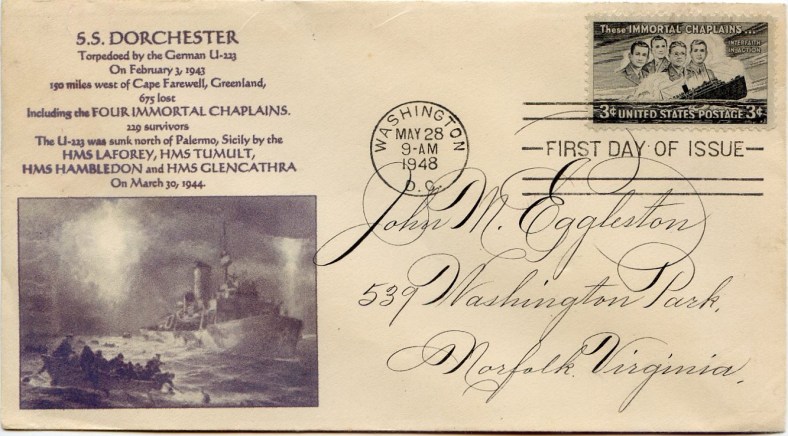 S.S. DORCHESTER
Torpedoed by the German U-223
On February 3, 1943
150 miles west of Cape Farewell, Greenland,
675 lost
Including the FOUR IMMORTAL CHAPLAINS.
229 survivors
The U-223 was sunk north of Palermo, Sicily by the
HMS LAFOREY, HMS TUMULT,
HMS HAMBLEDON and HMS GLENCATHRA
On March 30, 1944.
These IMMORTAL CHAPLAINS...
INTERFAITH
IN ACTION
3¢ UNITED STATES POSTAGE 3¢
WASHINGTON
MAY 28
9-AM
1948
D.C.
FIRST DAY OF ISSUE
John M. Eggleston
539 Washington Park,
Norfolk. Virginia.